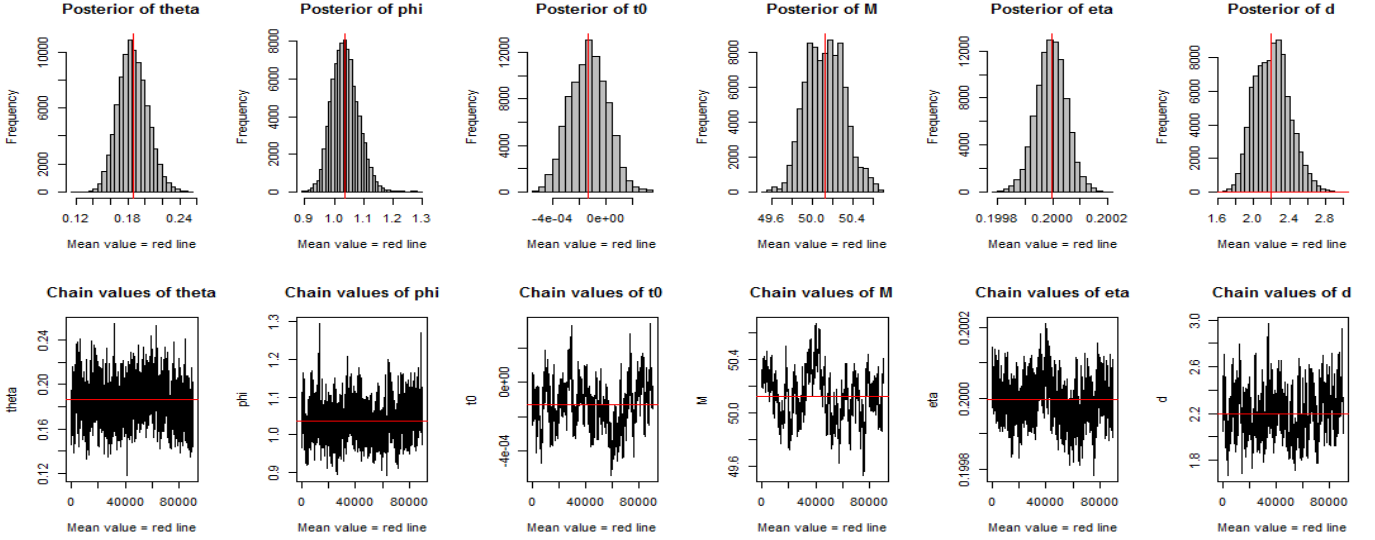 Posterior of theta
Frequency
0 2000 6000 10000
0.12 0.18 0.24
Mean value = red line
Posterior of phi
Frequency
0 2000 4000 6000 8000
0.9 1.0 1.1 1.2 1.3
Mean value = red line
Posterior of t0
Frequency
0 4000 8000 12000
-4e-04 0e+00
Mean value = red line
Posterior of M
Frequency
0 2000 4000 6000 8000
49.6 50.0 50.4
Mean value = red line
Posterior of eta
Frequency
0 4000 8000 12000
0.1998 0.2000 0.2002
Mean value = red line
Posterior of d
Frequency
0 2000 4000 6000 8000
1.6 2.0 2.4 2.8
Mean value = red line
Chain values of theta
theta
0.12 0.16 0.20 0.24
0 40000 80000
Mean value = red line
Chain values of phi
phi
0.9 1.0 1.1 1.2 1.3
0 40000 80000
Mean value = red line
Chain values of t0
t0
-4e-04 0e+00
0 40000 80000
Mean value = red line
Chain values of M
M
49.6 50.0 50.4
0 40000 80000
Mean value = red line
Chain values of eta
eta
0.1998 0.2000 0.2002
0 40000 80000
Mean value = red line
Chain values of d
d
1.8 2.2 2.6 3.0
0 40000 80000
Mean value = red line